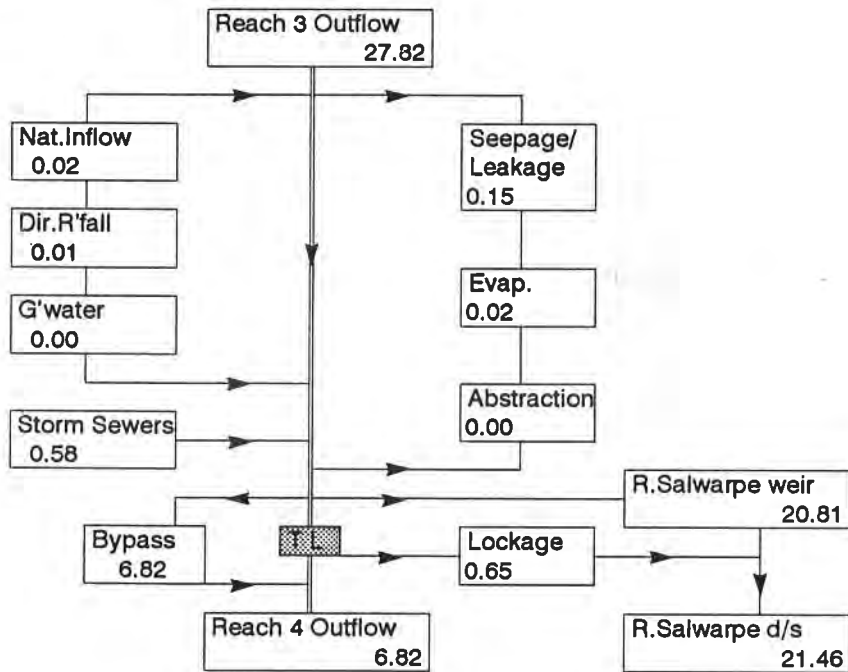 Reach 3 Outflow
27.82
Nat.Inflow
0.02
Seepage/
Leakage
0.15
Dir.R'fall
0.01
Evap.
0.02
G'water
0.00
Abstraction
0.00
Storm Sewers
0.58
R.Salwarpe weir
20.81
Bypass
6.82
T L
Lockage
0.65
Reach 4 Outflow
6.82
R.Salwarpe d/s
21.46